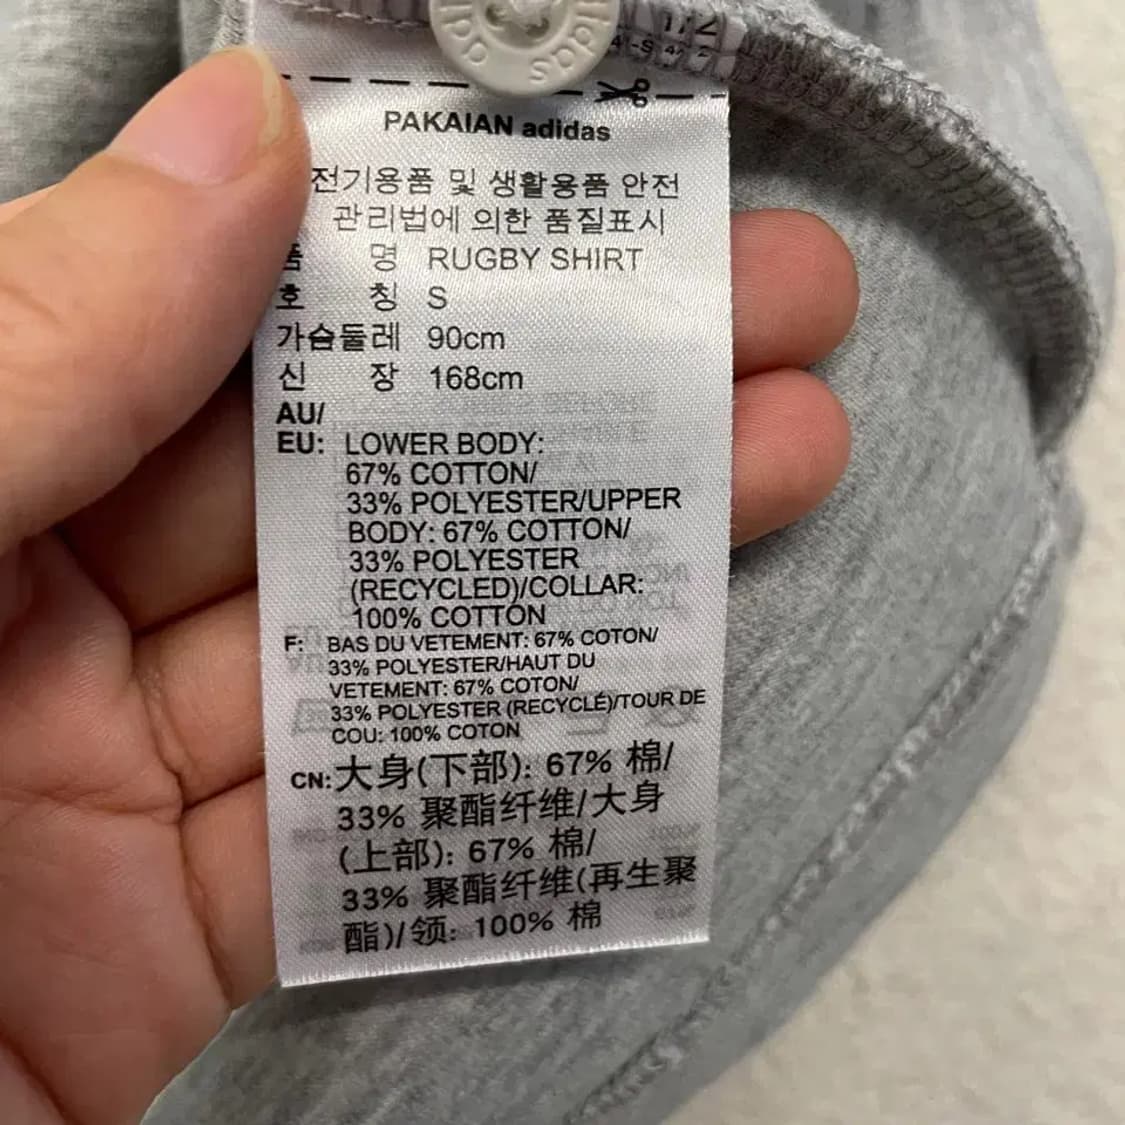 adidas
PAKAIAN adidas
전기용품 및 생활용품 안전
관리법에 의한 품질표시
품 명 RUGBY SHIRT
호 칭 S
가슴둘레 90cm
신 장 168cm
AU/
EU: LOWER BODY:
67% COTTON/
33% POLYESTER/UPPER
BODY: 67% COTTON/
33% POLYESTER
(RECYCLED)/COLLAR:
100% COTTON
F: BAS DU VETEMENT: 67% COTON/
33% POLYESTER/HAUT DU
VETEMENT: 67% COTON/
33% POLYESTER (RECYCLÉ)/TOUR DE
COU: 100% COTON
CN: 大身(下部): 67% 棉/
33% 聚酯纤维/大身
(上部): 67% 棉/
33% 聚酯纤维(再生聚
酯)/领: 100% 棉